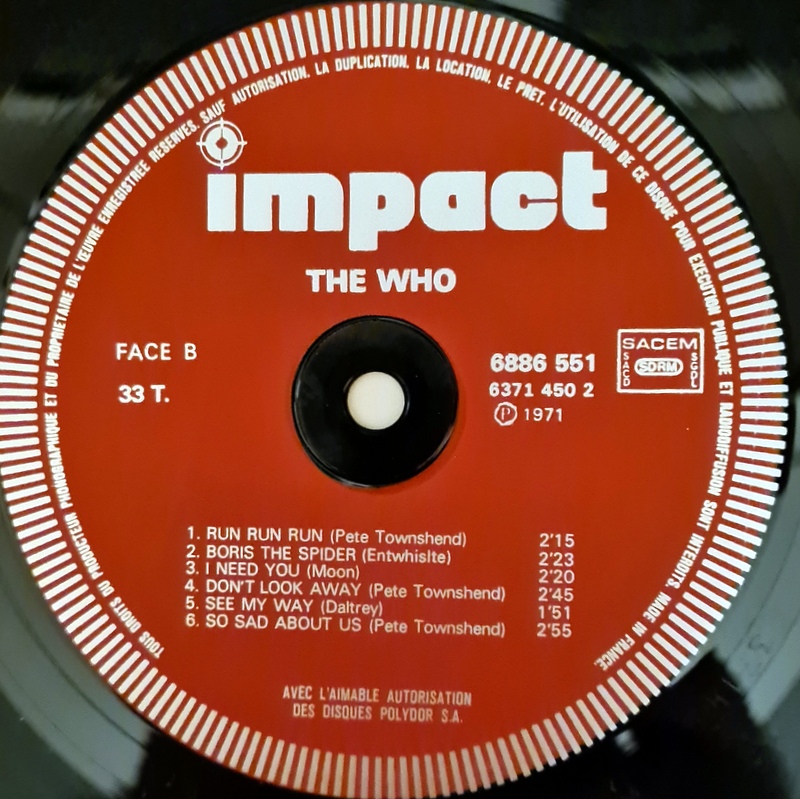 TOUS DROITS DU PRODUCTEUR PHONOGRAPHIQUE ET DU PROPRIETAIRE DE L'ŒUVRE ENREGISTREE RESERVES. SAUF AUTORISATION, LA DUPLICATION, LA LOCATION, LE PRET, L'UTILISATION DE CE DISQUE POUR EXECUTION PUBLIQUE ET RADIODIFFUSION SONT INTERDITS. MADE IN FRANCE.
impact
THE WHO
FACE B
33 T.
6886 551
6371 450 2
Ⓟ 1971
SACEM
SACD SDRM SGDL
1. RUN RUN RUN (Pete Townshend) 2'15
2. BORIS THE SPIDER (Entwhislte) 2'23
3. I NEED YOU (Moon) 2'20
4. DON'T LOOK AWAY (Pete Townshend) 2'45
5. SEE MY WAY (Daltrey) 1'51
6. SO SAD ABOUT US (Pete Townshend) 2'55
AVEC L'AIMABLE AUTORISATION
DES DISQUES POLYDOR S.A.